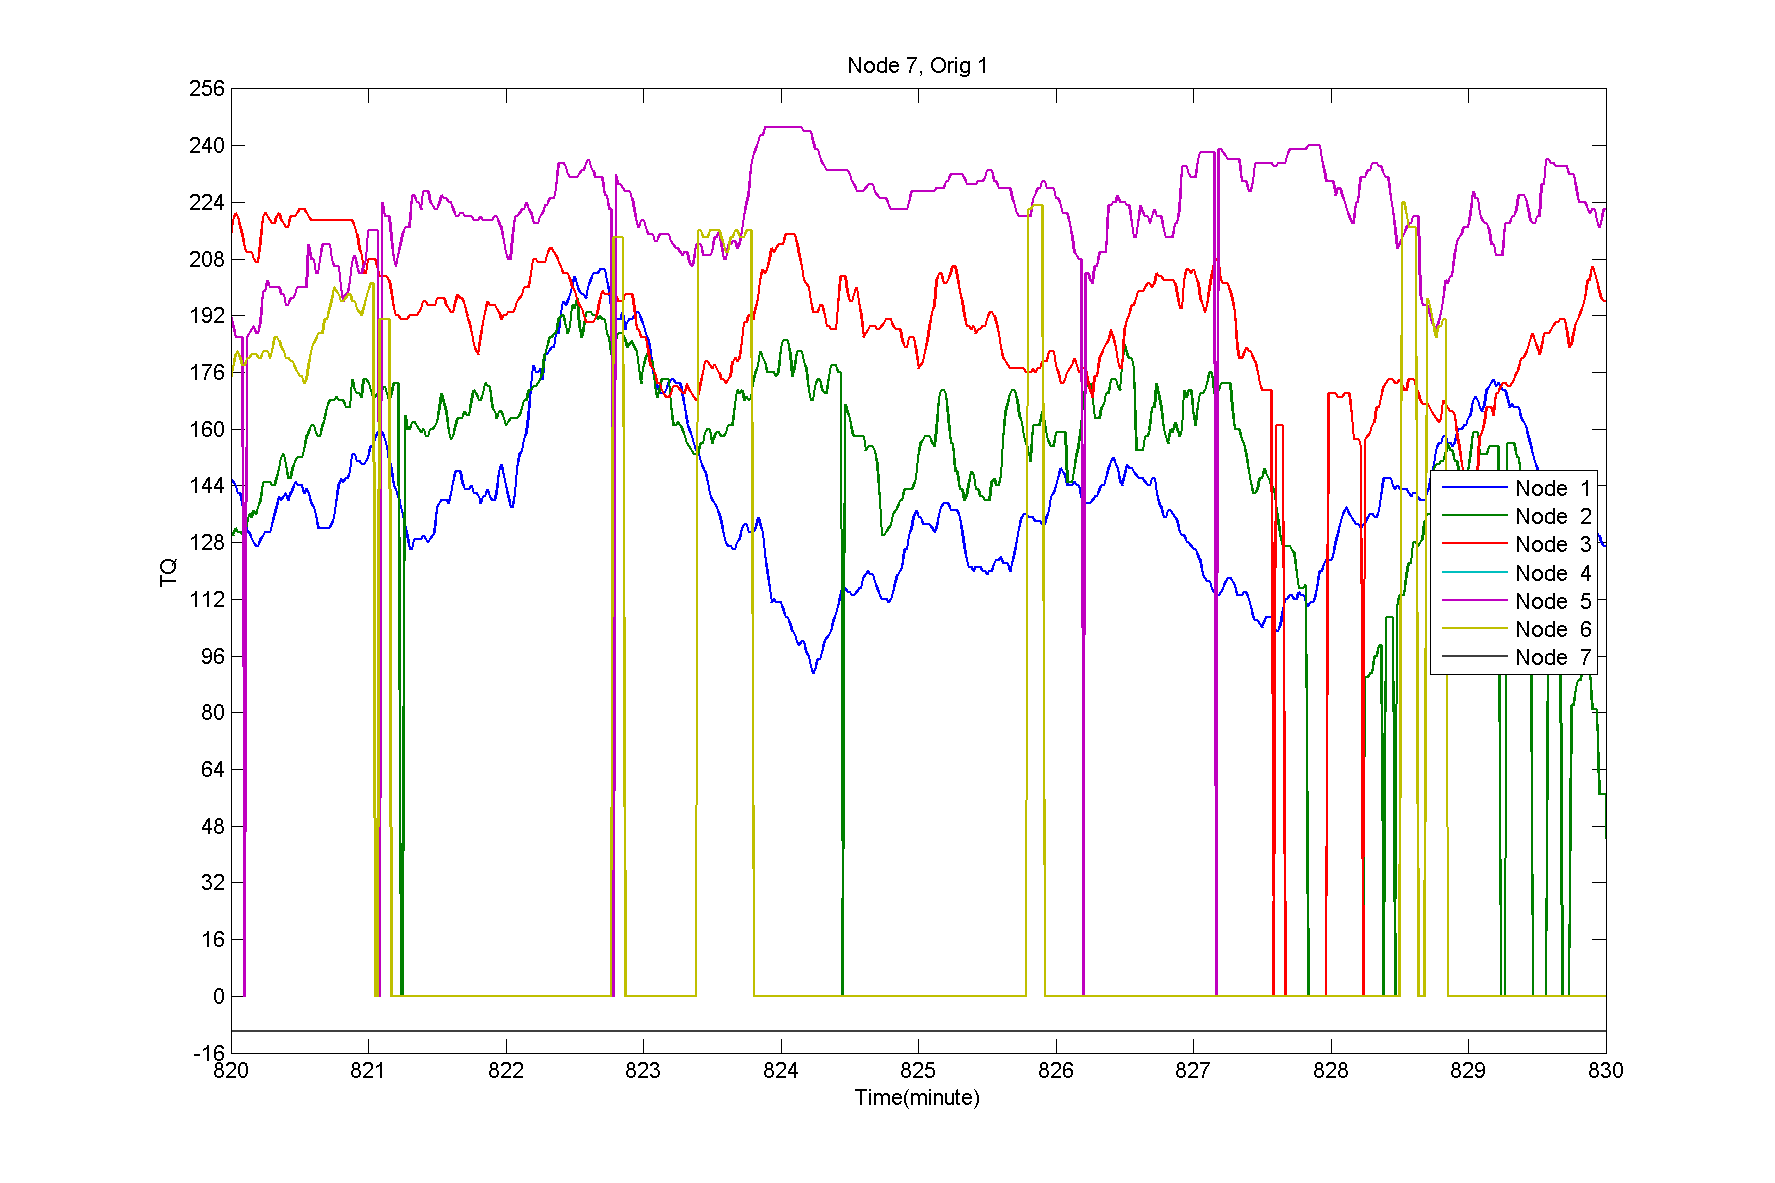 Node 7, Orig 1
256
240
224
208
192
176
160
144
128
112
96
80
64
48
32
16
0
-16
TQ
820 821 822 823 824 825 826 827 828 829 830
Time(minute)
Node 1
Node 2
Node 3
Node 4
Node 5
Node 6
Node 7